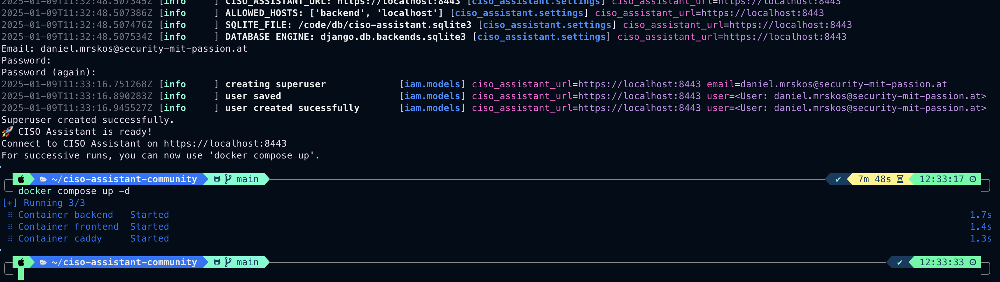 2025-01-09T11:32:48.507345Z [info     ] CISO_ASSISTANT_URL: https://localhost:8443 [ciso_assistant.settings] ciso_assistant_url=https://localhost:8443
2025-01-09T11:32:48.507386Z [info     ] ALLOWED_HOSTS: ['backend', 'localhost'] [ciso_assistant.settings] ciso_assistant_url=https://localhost:8443
2025-01-09T11:32:48.507476Z [info     ] SQLITE_FILE: /code/db/ciso-assistant.sqlite3 [ciso_assistant.settings] ciso_assistant_url=https://localhost:8443
2025-01-09T11:32:48.507534Z [info     ] DATABASE ENGINE: django.db.backends.sqlite3 [ciso_assistant.settings] ciso_assistant_url=https://localhost:8443
Email: daniel.mrskos@security-mit-passion.at
Password:
Password (again):
2025-01-09T11:33:16.751268Z [info     ] creating superuser             [iam.models] ciso_assistant_url=https://localhost:8443 email=daniel.mrskos@security-mit-passion.at
2025-01-09T11:33:16.890283Z [info     ] user saved                     [iam.models] ciso_assistant_url=https://localhost:8443 user=<User: daniel.mrskos@security-mit-passion.at>
2025-01-09T11:33:16.945527Z [info     ] user created sucessfully       [iam.models] ciso_assistant_url=https://localhost:8443 user=<User: daniel.mrskos@security-mit-passion.at>
Superuser created successfully.
🚀 CISO Assistant is ready!
Connect to CISO Assistant on https://localhost:8443
For successive runs, you can now use 'docker compose up'.
~/ciso-assistant-community main ✔ 7m 48s 12:33:17
docker compose up -d
[+] Running 3/3
⠿ Container backend   Started 1.7s
⠿ Container frontend  Started 1.4s
⠿ Container caddy     Started 1.3s
~/ciso-assistant-community main ✔ 12:33:33